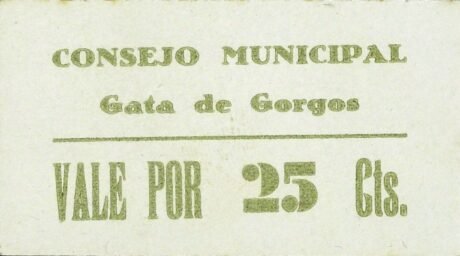 CONSEJO MUNICIPAL
Gata de Gorgos
VALE POR 25 Cts.